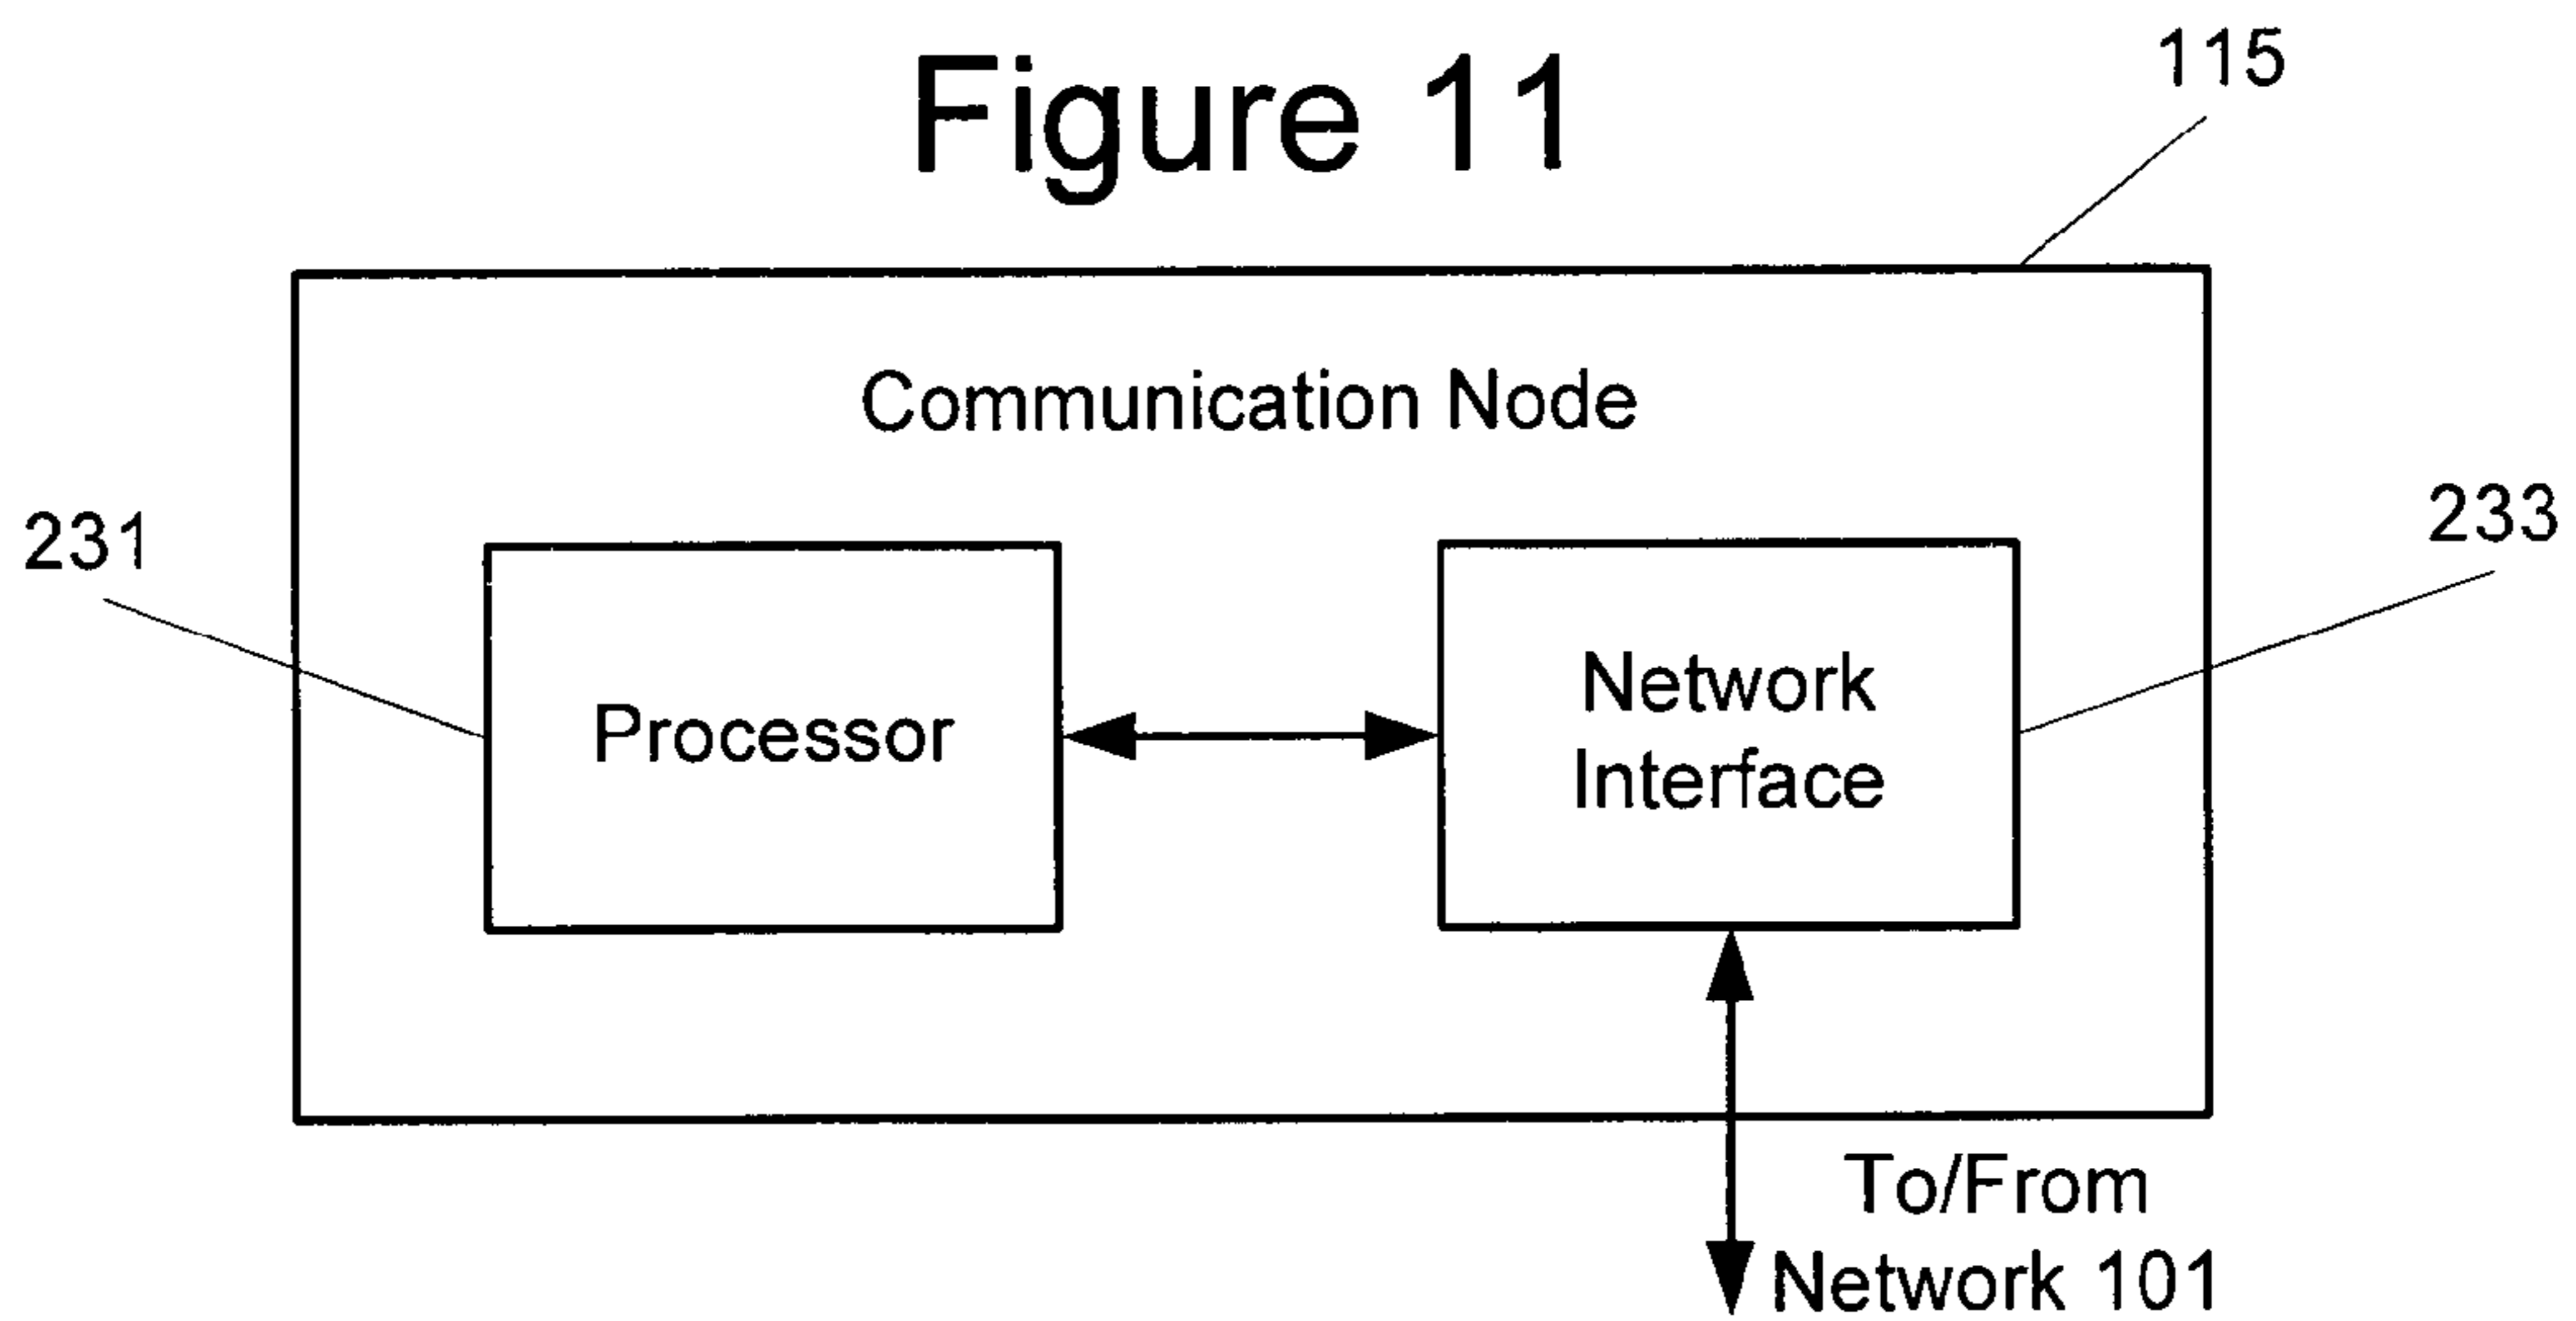 Figure 11
115
Communication Node
231
233
Processor
Network
Interface
To/From
Network 101